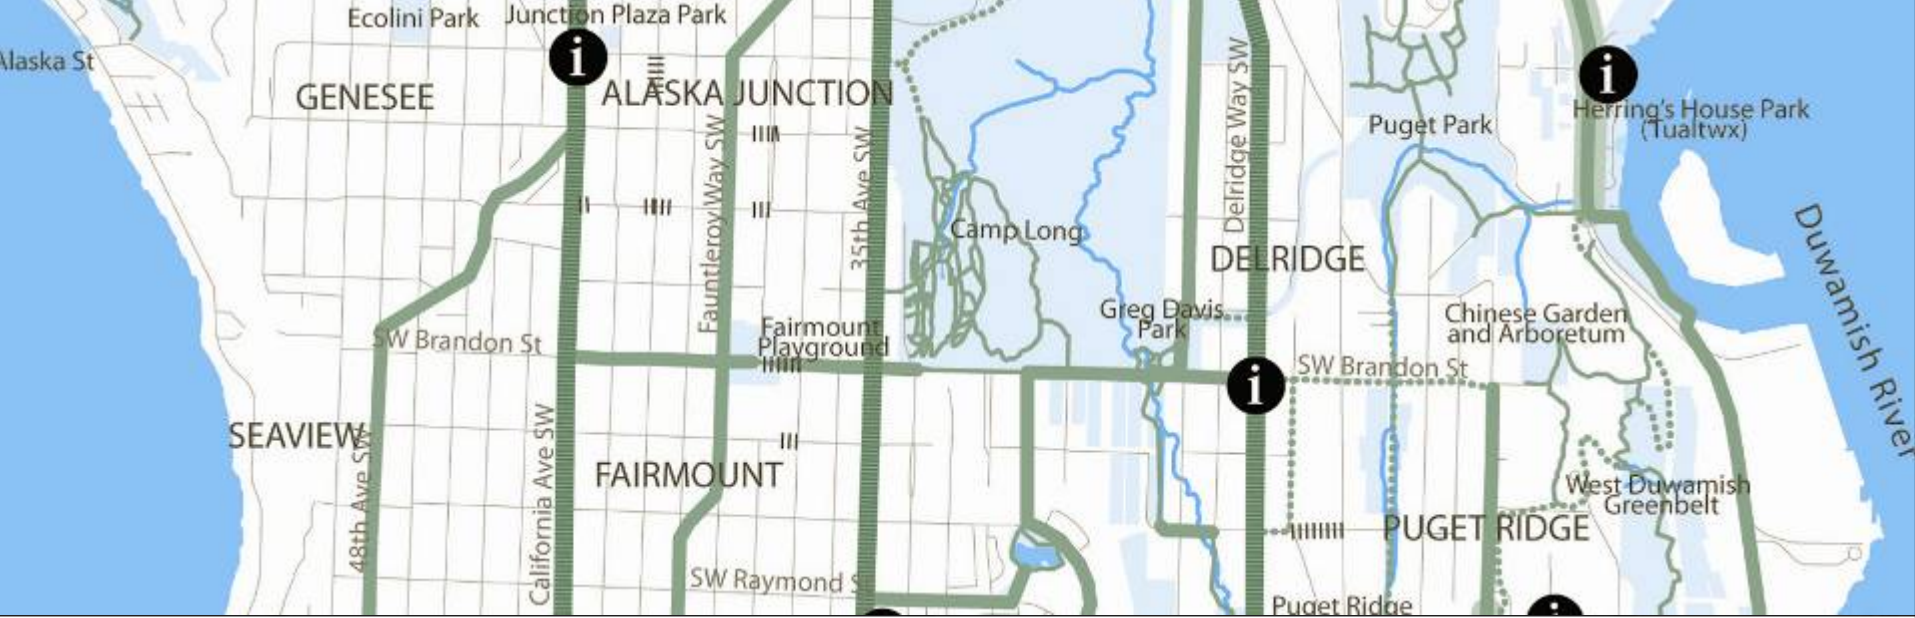 Ecolini Park
Junction Plaza Park
Alaska St
i
i
GENESEE
ALASKA JUNCTION
Herring's House Park
(Tualtwx)
Puget Park
Fauntleroy Way SW
35th Ave SW
Delridge Way SW
Camp Long
DELRIDGE
Duwamish River
Greg Davis
Park
Chinese Garden
and Arboretum
Fairmount
Playground
SW Brandon St
SW Brandon St
i
SEAVIEW
48th Ave SW
California Ave SW
FAIRMOUNT
West Duwamish
Greenbelt
PUGET RIDGE
SW Raymond S
Puget Ridge
i